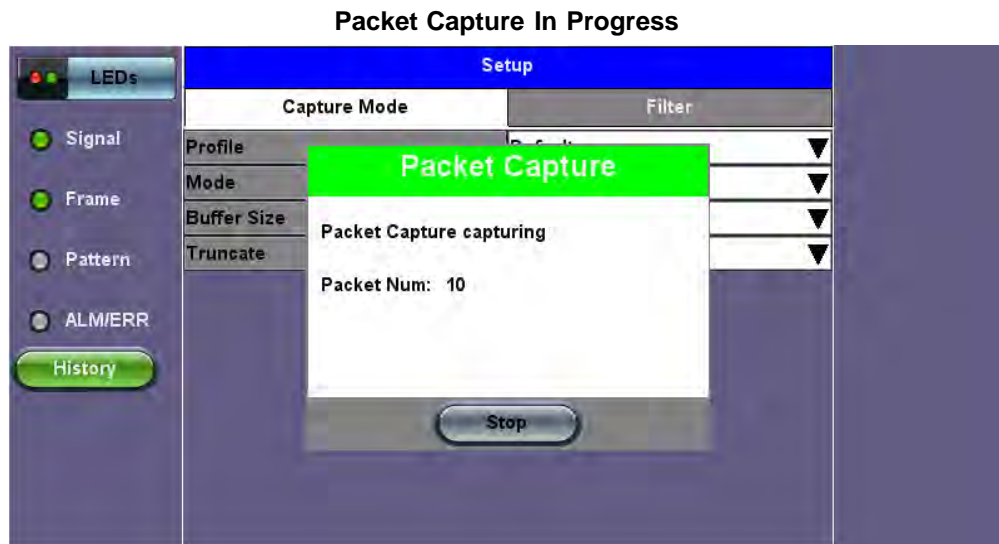 Packet Capture In Progress
LEDs
Setup
Capture Mode
Filter
Signal
Profile
Packet Capture
Mode
Frame
Buffer Size
Packet Capture capturing
Pattern
Truncate
Packet Num: 10
ALM/ERR
History
Stop